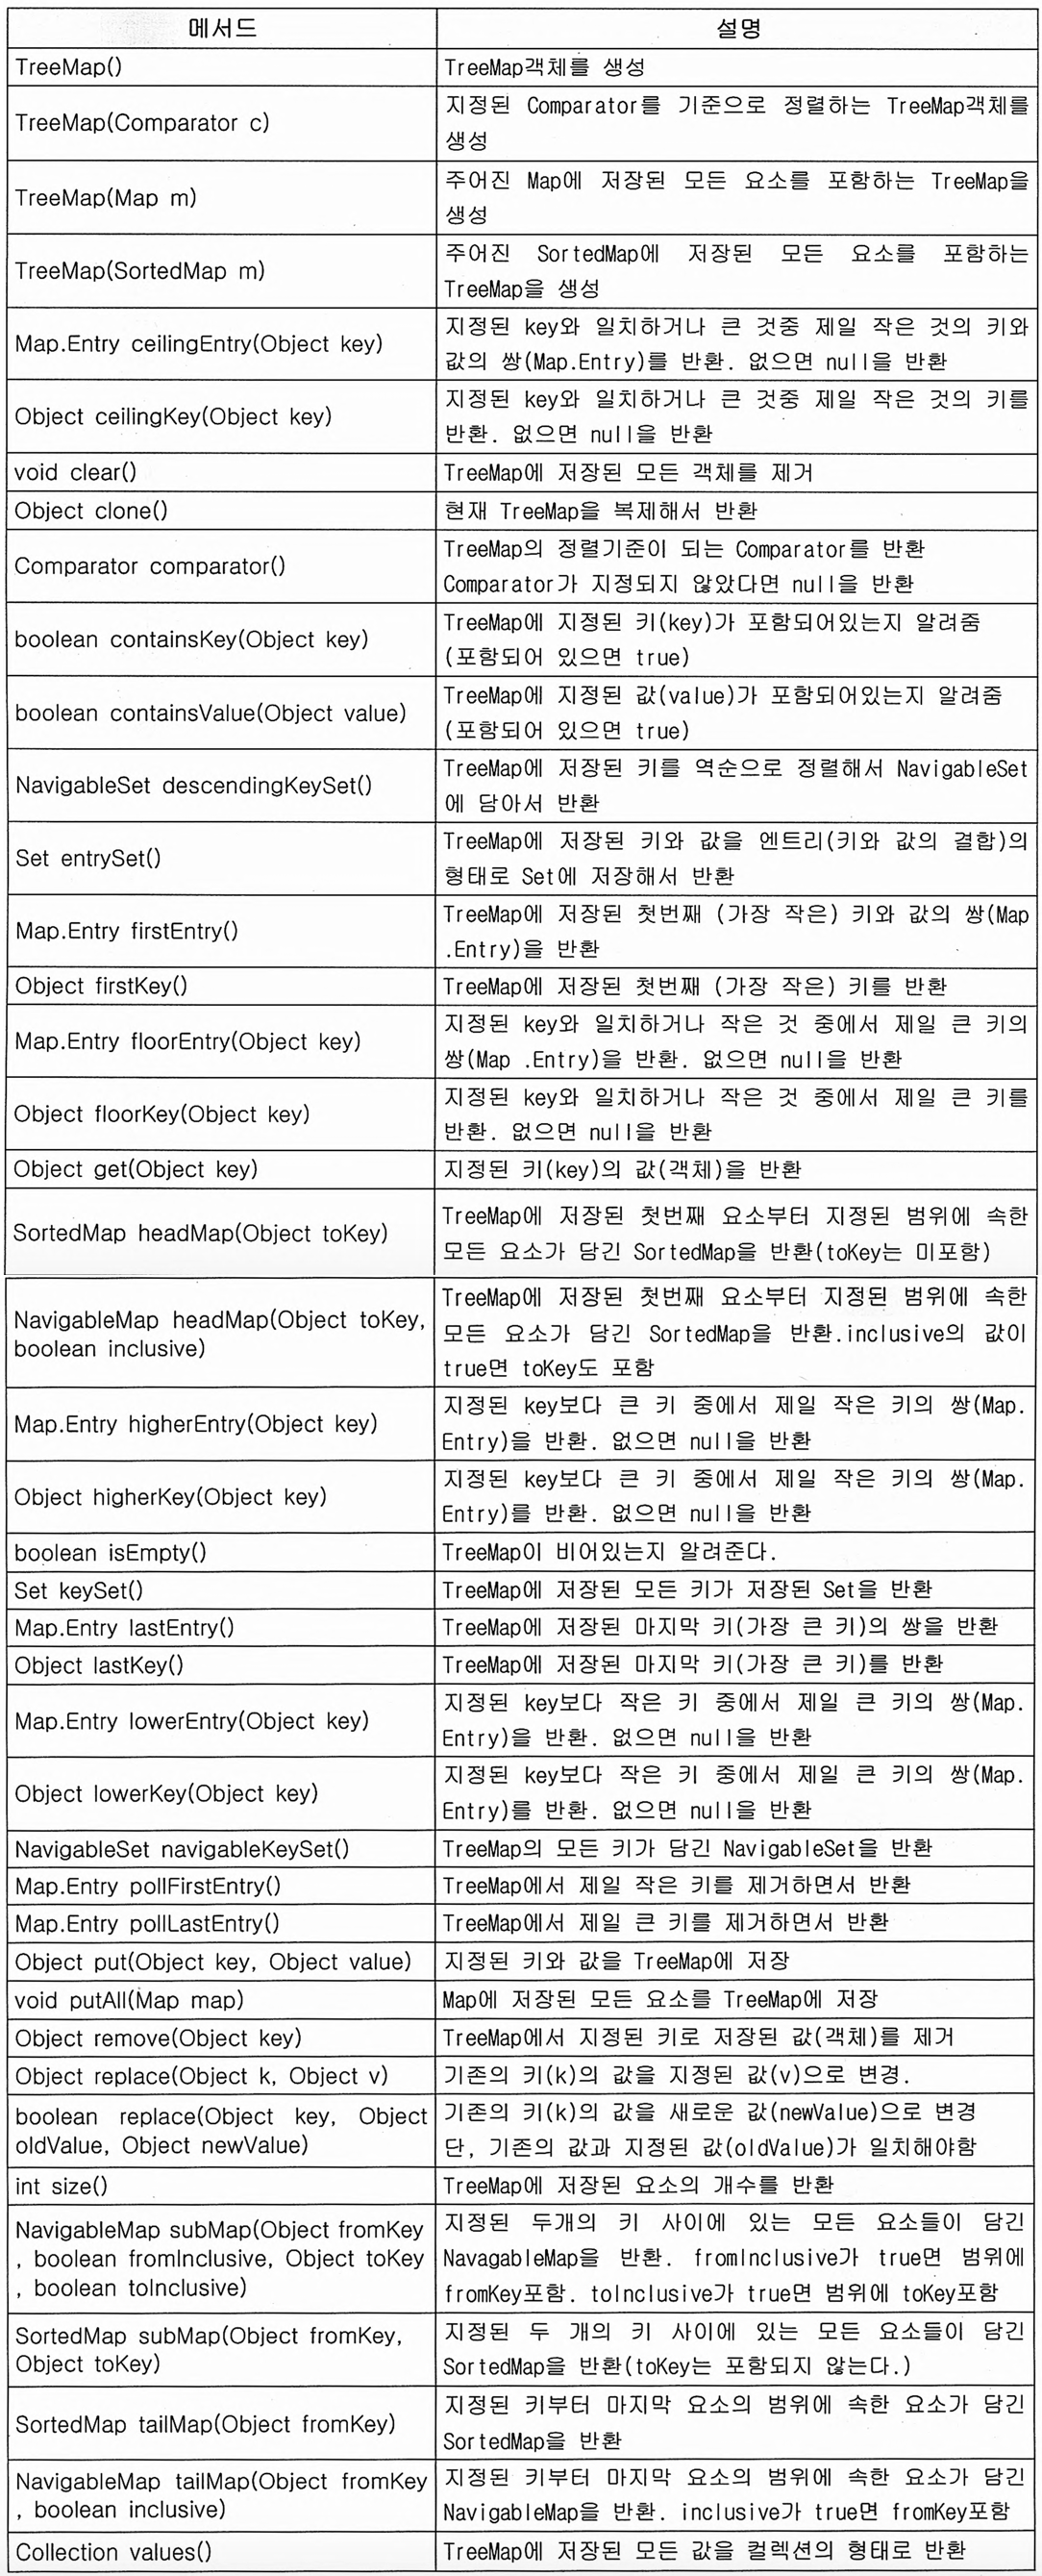 메서드
설명
TreeMap()
TreeMap객체를 생성
TreeMap(Comparator c)
지정된 Comparator를 기준으로 정렬하는 TreeMap객체를
생성
TreeMap(Map m)
주어진 Map에 저장된 모든 요소를 포함하는 TreeMap을
생성
TreeMap(SortedMap m)
주어진 SortedMap에 저장된 모든 요소를 포함하는
TreeMap을 생성
Map.Entry ceilingEntry(Object key)
지정된 key와 일치하거나 큰 것중 제일 작은 것의 키와
값의 쌍(Map.Entry)를 반환. 없으면 null을 반환
Object ceilingKey(Object key)
지정된 key와 일치하거나 큰 것중 제일 작은 것의 키를
반환. 없으면 null을 반환
void clear()
TreeMap에 저장된 모든 객체를 제거
Object clone()
현재 TreeMap을 복제해서 반환
Comparator comparator()
TreeMap의 정렬기준이 되는 Comparator를 반환
Comparator가 지정되지 않았다면 null을 반환
boolean containsKey(Object key)
TreeMap에 지정된 키(key)가 포함되어있는지 알려줌
(포함되어 있으면 true)
boolean containsValue(Object value)
TreeMap에 지정된 값(value)가 포함되어있는지 알려줌
(포함되어 있으면 true)
NavigableSet descendingKeySet()
TreeMap에 저장된 키를 역순으로 정렬해서 NavigableSet
에 담아서 반환
Set entrySet()
TreeMap에 저장된 키와 값을 엔트리(키와 값의 결합)의
형태로 Set에 저장해서 반환
Map.Entry firstEntry()
TreeMap에 저장된 첫번째 (가장 작은) 키와 값의 쌍(Map
.Entry)을 반환
Object firstKey()
TreeMap에 저장된 첫번째 (가장 작은) 키를 반환
Map.Entry floorEntry(Object key)
지정된 key와 일치하거나 작은 것 중에서 제일 큰 키의
쌍(Map .Entry)을 반환. 없으면 null을 반환
Object floorKey(Object key)
지정된 key와 일치하거나 작은 것 중에서 제일 큰 키를
반환. 없으면 null을 반환
Object get(Object key)
지정된 키(key)의 값(객체)을 반환
SortedMap headMap(Object toKey)
TreeMap에 저장된 첫번째 요소부터 지정된 범위에 속한
모든 요소가 담긴 SortedMap을 반환(toKey는 미포함)
NavigableMap headMap(Object toKey,
boolean inclusive)
TreeMap에 저장된 첫번째 요소부터 지정된 범위에 속한
모든 요소가 담긴 SortedMap을 반환.inclusive의 값이
true면 toKey도 포함
Map.Entry higherEntry(Object key)
지정된 key보다 큰 키 중에서 제일 작은 키의 쌍(Map.
Entry)을 반환. 없으면 null을 반환
Object higherKey(Object key)
지정된 key보다 큰 키 중에서 제일 작은 키의 쌍(Map.
Entry)를 반환. 없으면 null을 반환
boolean isEmpty()
TreeMap이 비어있는지 알려준다.
Set keySet()
TreeMap에 저장된 모든 키가 저장된 Set을 반환
Map.Entry lastEntry()
TreeMap에 저장된 마지막 키(가장 큰 키)의 쌍을 반환
Object lastKey()
TreeMap에 저장된 마지막 키(가장 큰 키)를 반환
Map.Entry lowerEntry(Object key)
지정된 key보다 작은 키 중에서 제일 큰 키의 쌍(Map.
Entry)을 반환. 없으면 null을 반환
Object lowerKey(Object key)
지정된 key보다 작은 키 중에서 제일 큰 키의 쌍(Map.
Entry)를 반환. 없으면 null을 반환
NavigableSet navigableKeySet()
TreeMap의 모든 키가 담긴 NavigableSet을 반환
Map.Entry pollFirstEntry()
TreeMap에서 제일 작은 키를 제거하면서 반환
Map.Entry pollLastEntry()
TreeMap에서 제일 큰 키를 제거하면서 반환
Object put(Object key, Object value)
지정된 키와 값을 TreeMap에 저장
void putAll(Map map)
Map에 저장된 모든 요소를 TreeMap에 저장
Object remove(Object key)
TreeMap에서 지정된 키로 저장된 값(객체)를 제거
Object replace(Object k, Object v)
기존의 키(k)의 값을 지정된 값(v)으로 변경.
boolean replace(Object key, Object
oldValue, Object newValue)
기존의 키(k)의 값을 새로운 값(newValue)으로 변경
단, 기존의 값과 지정된 값(oldValue)가 일치해야함
int size()
TreeMap에 저장된 요소의 개수를 반환
NavigableMap subMap(Object fromKey
, boolean fromInclusive, Object toKey
, boolean toInclusive)
지정된 두개의 키 사이에 있는 모든 요소들이 담긴
NavagableMap을 반환. fromInclusive가 true면 범위에
fromKey포함. toInclusive가 true면 범위에 toKey포함
SortedMap subMap(Object fromKey,
Object toKey)
지정된 두 개의 키 사이에 있는 모든 요소들이 담긴
SortedMap을 반환(toKey는 포함되지 않는다.)
SortedMap tailMap(Object fromKey)
지정된 키부터 마지막 요소의 범위에 속한 요소가 담긴
SortedMap을 반환
NavigableMap tailMap(Object fromKey
, boolean inclusive)
지정된 키부터 마지막 요소의 범위에 속한 요소가 담긴
NavigableMap을 반환. inclusive가 true면 fromKey포함
Collection values()
TreeMap에 저장된 모든 값을 컬렉션의 형태로 반환